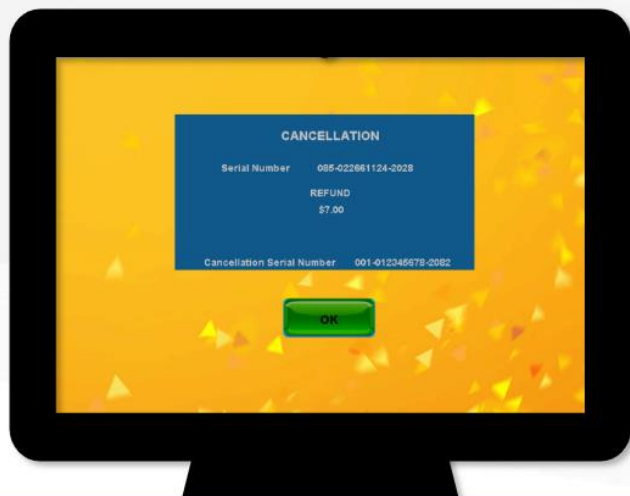 CANCELLATION
Serial Number 085-022661124-2028
REFUND
$7.00
Cancellation Serial Number 001-012345678-2082
OK